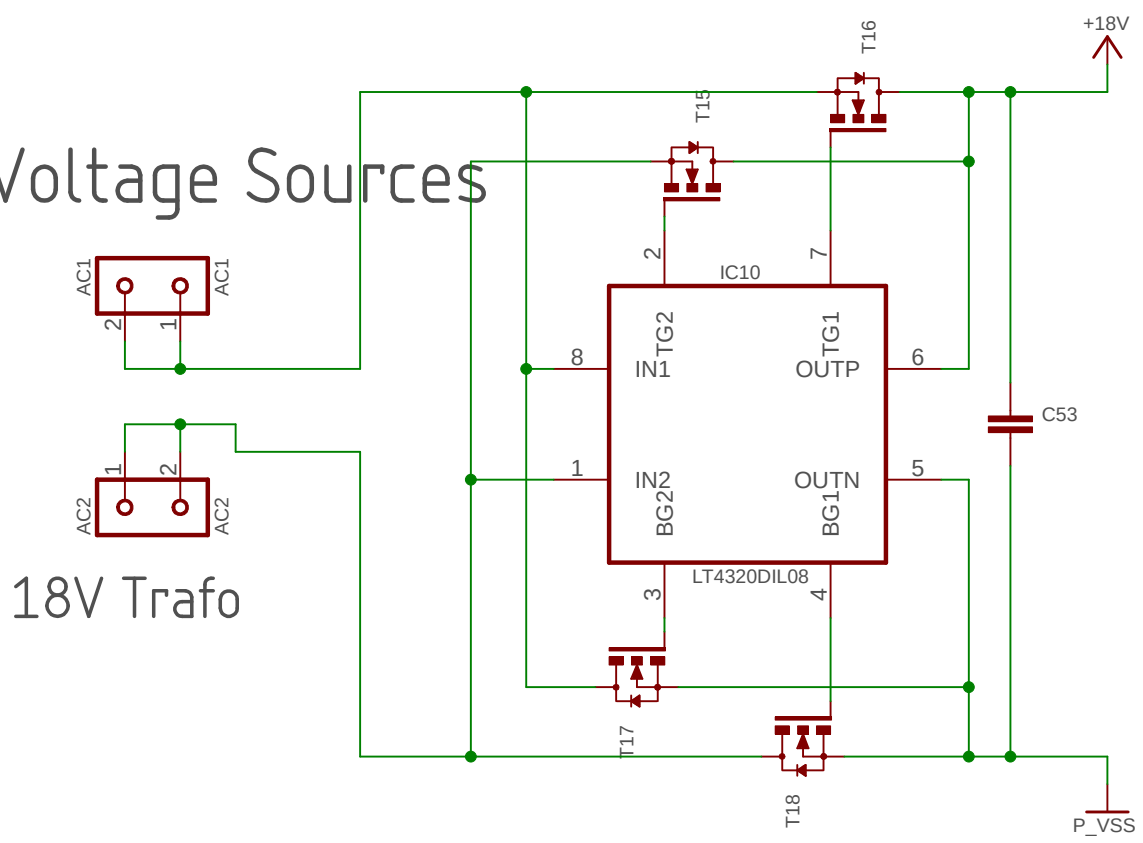 +18V
T16
T15
Voltage Sources
AC1
AC1
2
1
2
7
IC10
TG2
TG1
8
IN1
OUTP
6
C53
1
2
1
IN2
OUTN
5
AC2
AC2
BG2
BG1
LT4320DIL08
18V Trafo
3
4
T17
T18
P_VSS